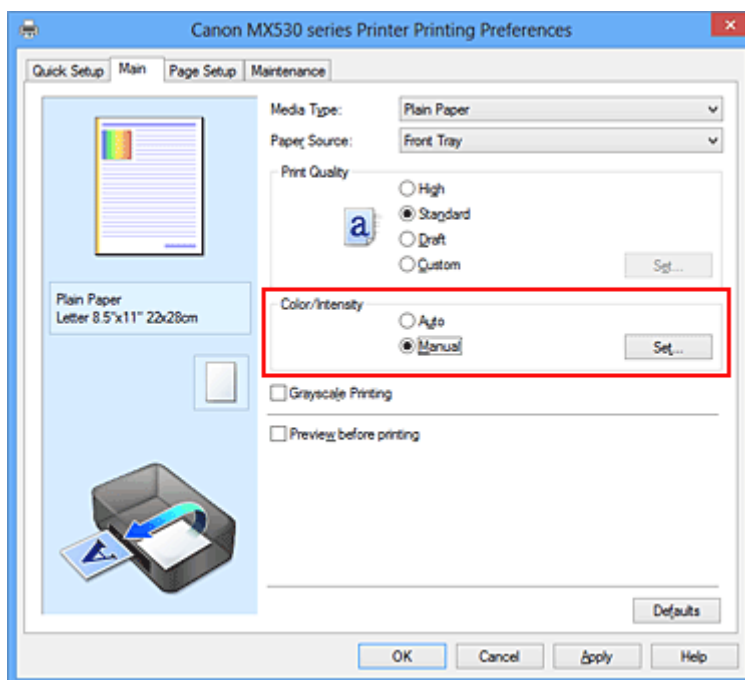 Canon MX530 series Printer Printing Preferences
Quick Setup Main Page Setup Maintenance
Media Type: Plain Paper
Paper Source: Front Tray
Print Quality
High
Standard
Draft
Custom Set...
a
Plain Paper
Letter 8.5"x11" 22x28cm
Color/Intensity
Auto
Manual Set...
Grayscale Printing
Preview before printing
A
Defaults
OK Cancel Apply Help